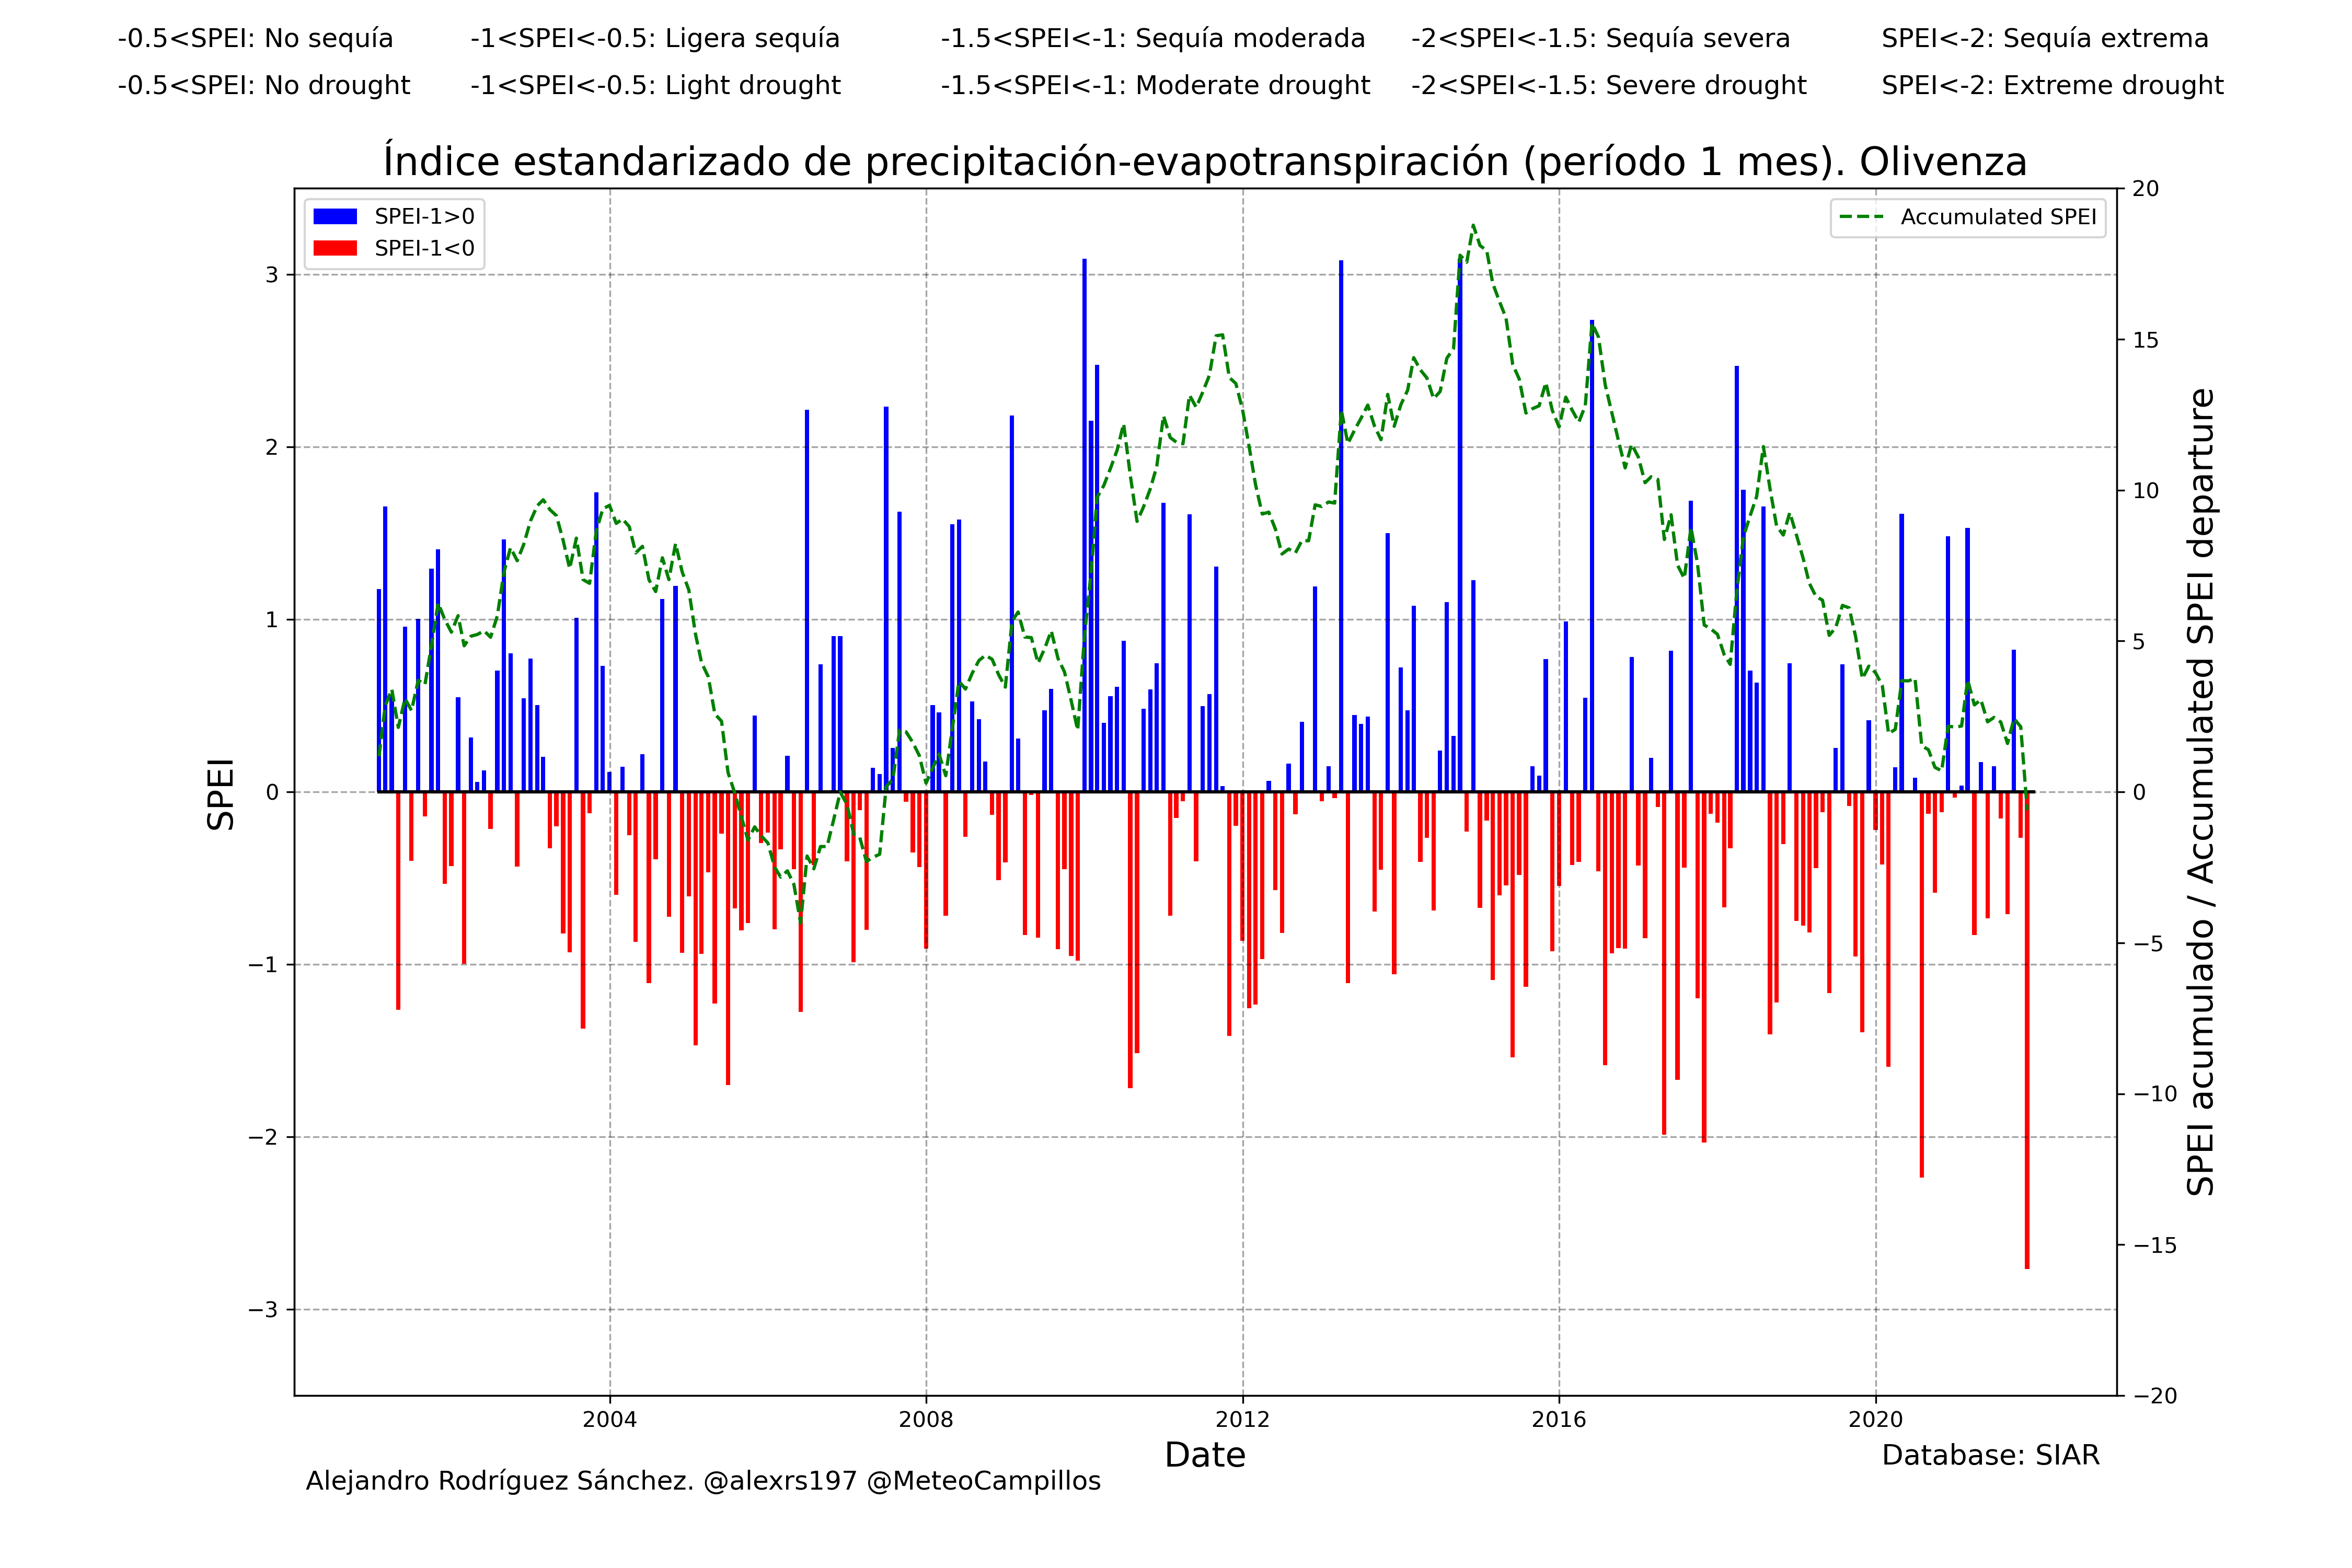 -0.5<SPEI: No sequía -1<SPEI<-0.5: Ligera sequía -1.5<SPEI<-1: Sequía moderada -2<SPEI<-1.5: Sequía severa SPEI<-2: Sequía extrema
-0.5<SPEI: No drought -1<SPEI<-0.5: Light drought -1.5<SPEI<-1: Moderate drought -2<SPEI<-1.5: Severe drought SPEI<-2: Extreme drought
Índice estandarizado de precipitación-evapotranspiración (período 1 mes). Olivenza
SPEI-1>0
SPEI-1<0
Accumulated SPEI
SPEI
3
2
1
0
−1
−2
−3
20
15
10
5
0
−5
−10
−15
−20
SPEI acumulado / Accumulated SPEI departure
2004 2008 2012 2016 2020
Date
Database: SIAR
Alejandro Rodríguez Sánchez. @alexrs197 @MeteoCampillos